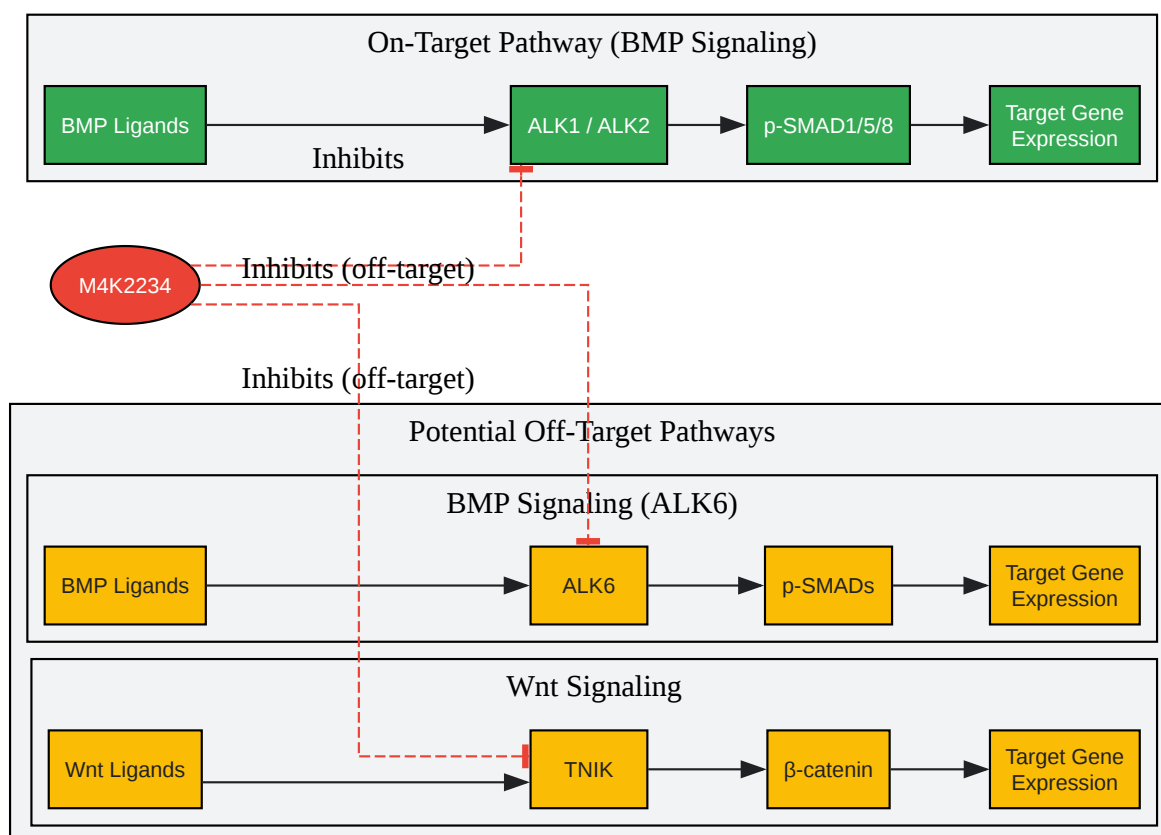 On-Target Pathway (BMP Signaling)
BMP Ligands
ALK1 / ALK2
p-SMAD1/5/8
Target Gene
Expression
Inhibits
M4K2234
Inhibits (off-target)
Inhibits (off-target)
Potential Off-Target Pathways
BMP Signaling (ALK6)
BMP Ligands
ALK6
p-SMADs
Target Gene
Expression
Wnt Signaling
Wnt Ligands
TNIK
β-catenin
Target Gene
Expression